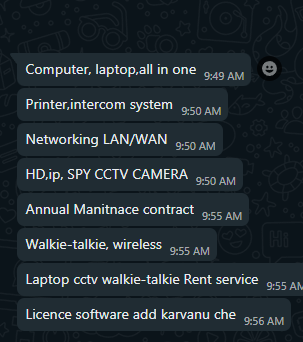 Computer, laptop,all in one 9:49 AM
Printer,intercom system 9:50 AM
Networking LAN/WAN 9:50 AM
HD,ip, SPY CCTV CAMERA 9:50 AM
Annual Manitnace contract 9:55 AM
Walkie-talkie, wireless 9:55 AM
Laptop cctv walkie-talkie Rent service 9:55 AM
Licence software add karvanu che 9:56 AM